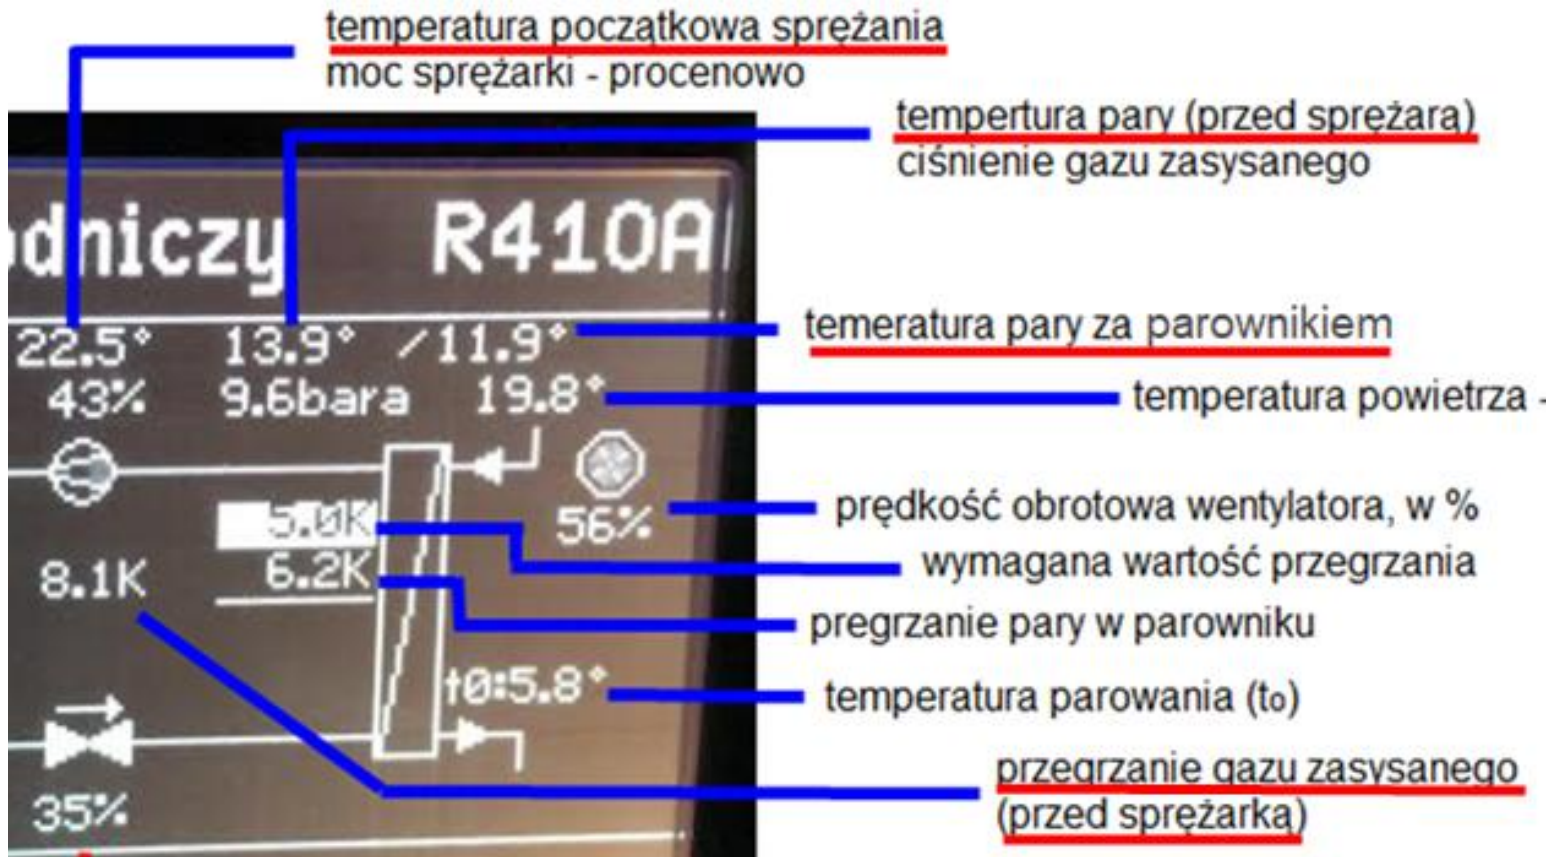 temperatura początkowa sprężania
moc sprężarki - procenowo
tempertura pary (przed sprężarą)
ciśnienie gazu zasysanego
odniczy R410A
22.5° 13.9° /11.9°
temeratura pary za parownikiem
43% 9.6bara 19.8°
temperatura powietrza -
5.0K
56%
prędkość obrotowa wentylatora, w %
wymagana wartość przegrzania
8.1K 6.2K
pregrzanie pary w parowniku
t0:5.8°
temperatura parowania (to)
przegrzanie gazu zasysanego
(przed sprężarką)
35%